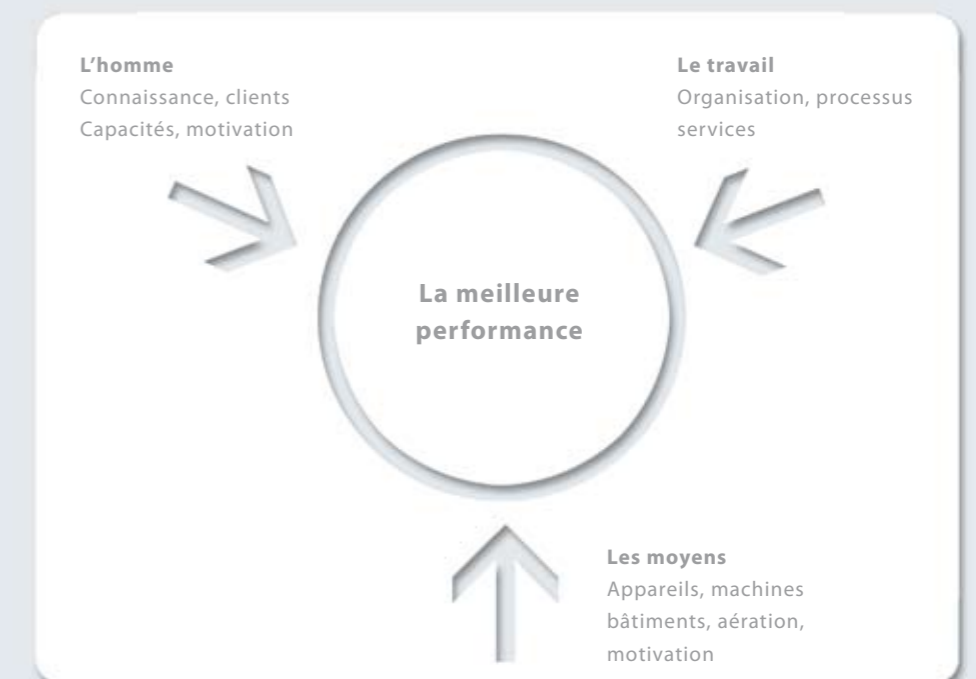 L'homme
Connaissance, clients
Capacités, motivation
Le travail
Organisation, processus
services
La meilleure
performance
Les moyens
Appareils, machines
bâtiments, aération,
motivation